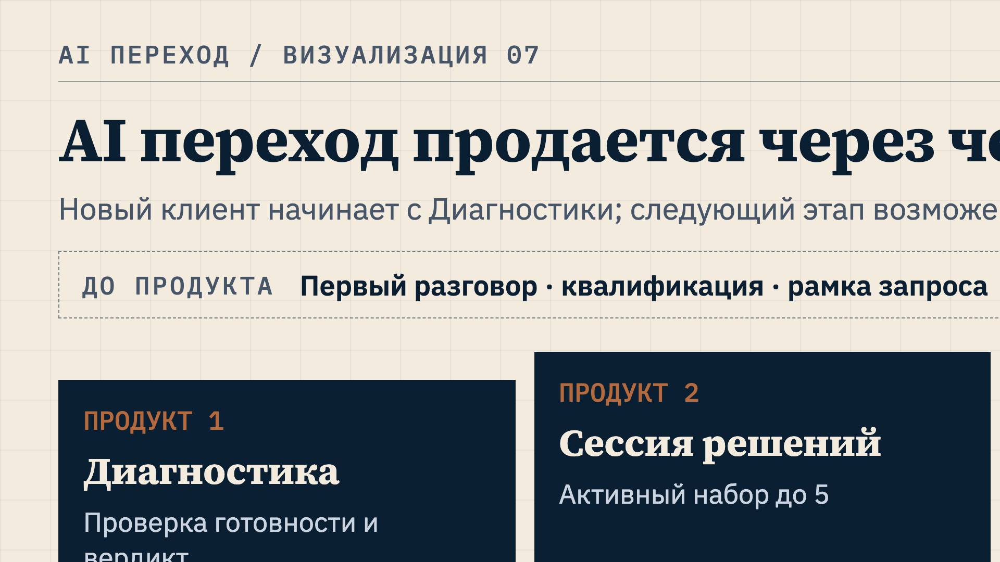 AI ПЕРЕХОД / ВИЗУАЛИЗАЦИЯ 07
AI переход продается через
Новый клиент начинает с Диагностики; следующий этап
ДО ПРОДУКТА Первый разговор · квалификация · рамка запроса
ПРОДУКТ 1
Диагностика
Проверка готовности и
вердикт
ПРОДУКТ 2
Сессия решений
Активный набор до 5